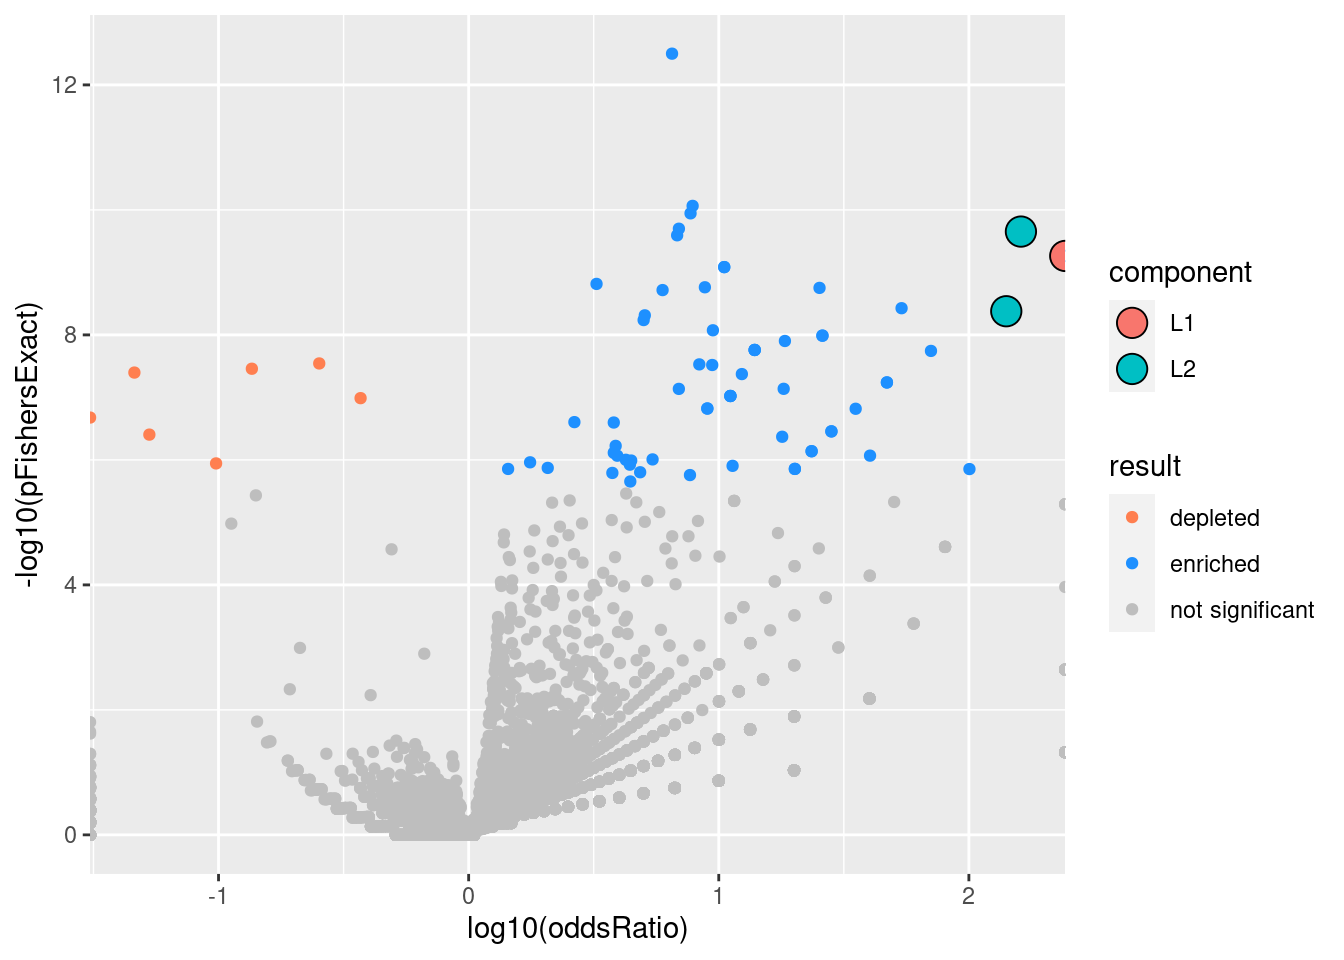 12
8
4
0
-log10(pFishersExact)
-1
0
1
2
log10(oddsRatio)
component
L1
L2
result
depleted
enriched
not significant